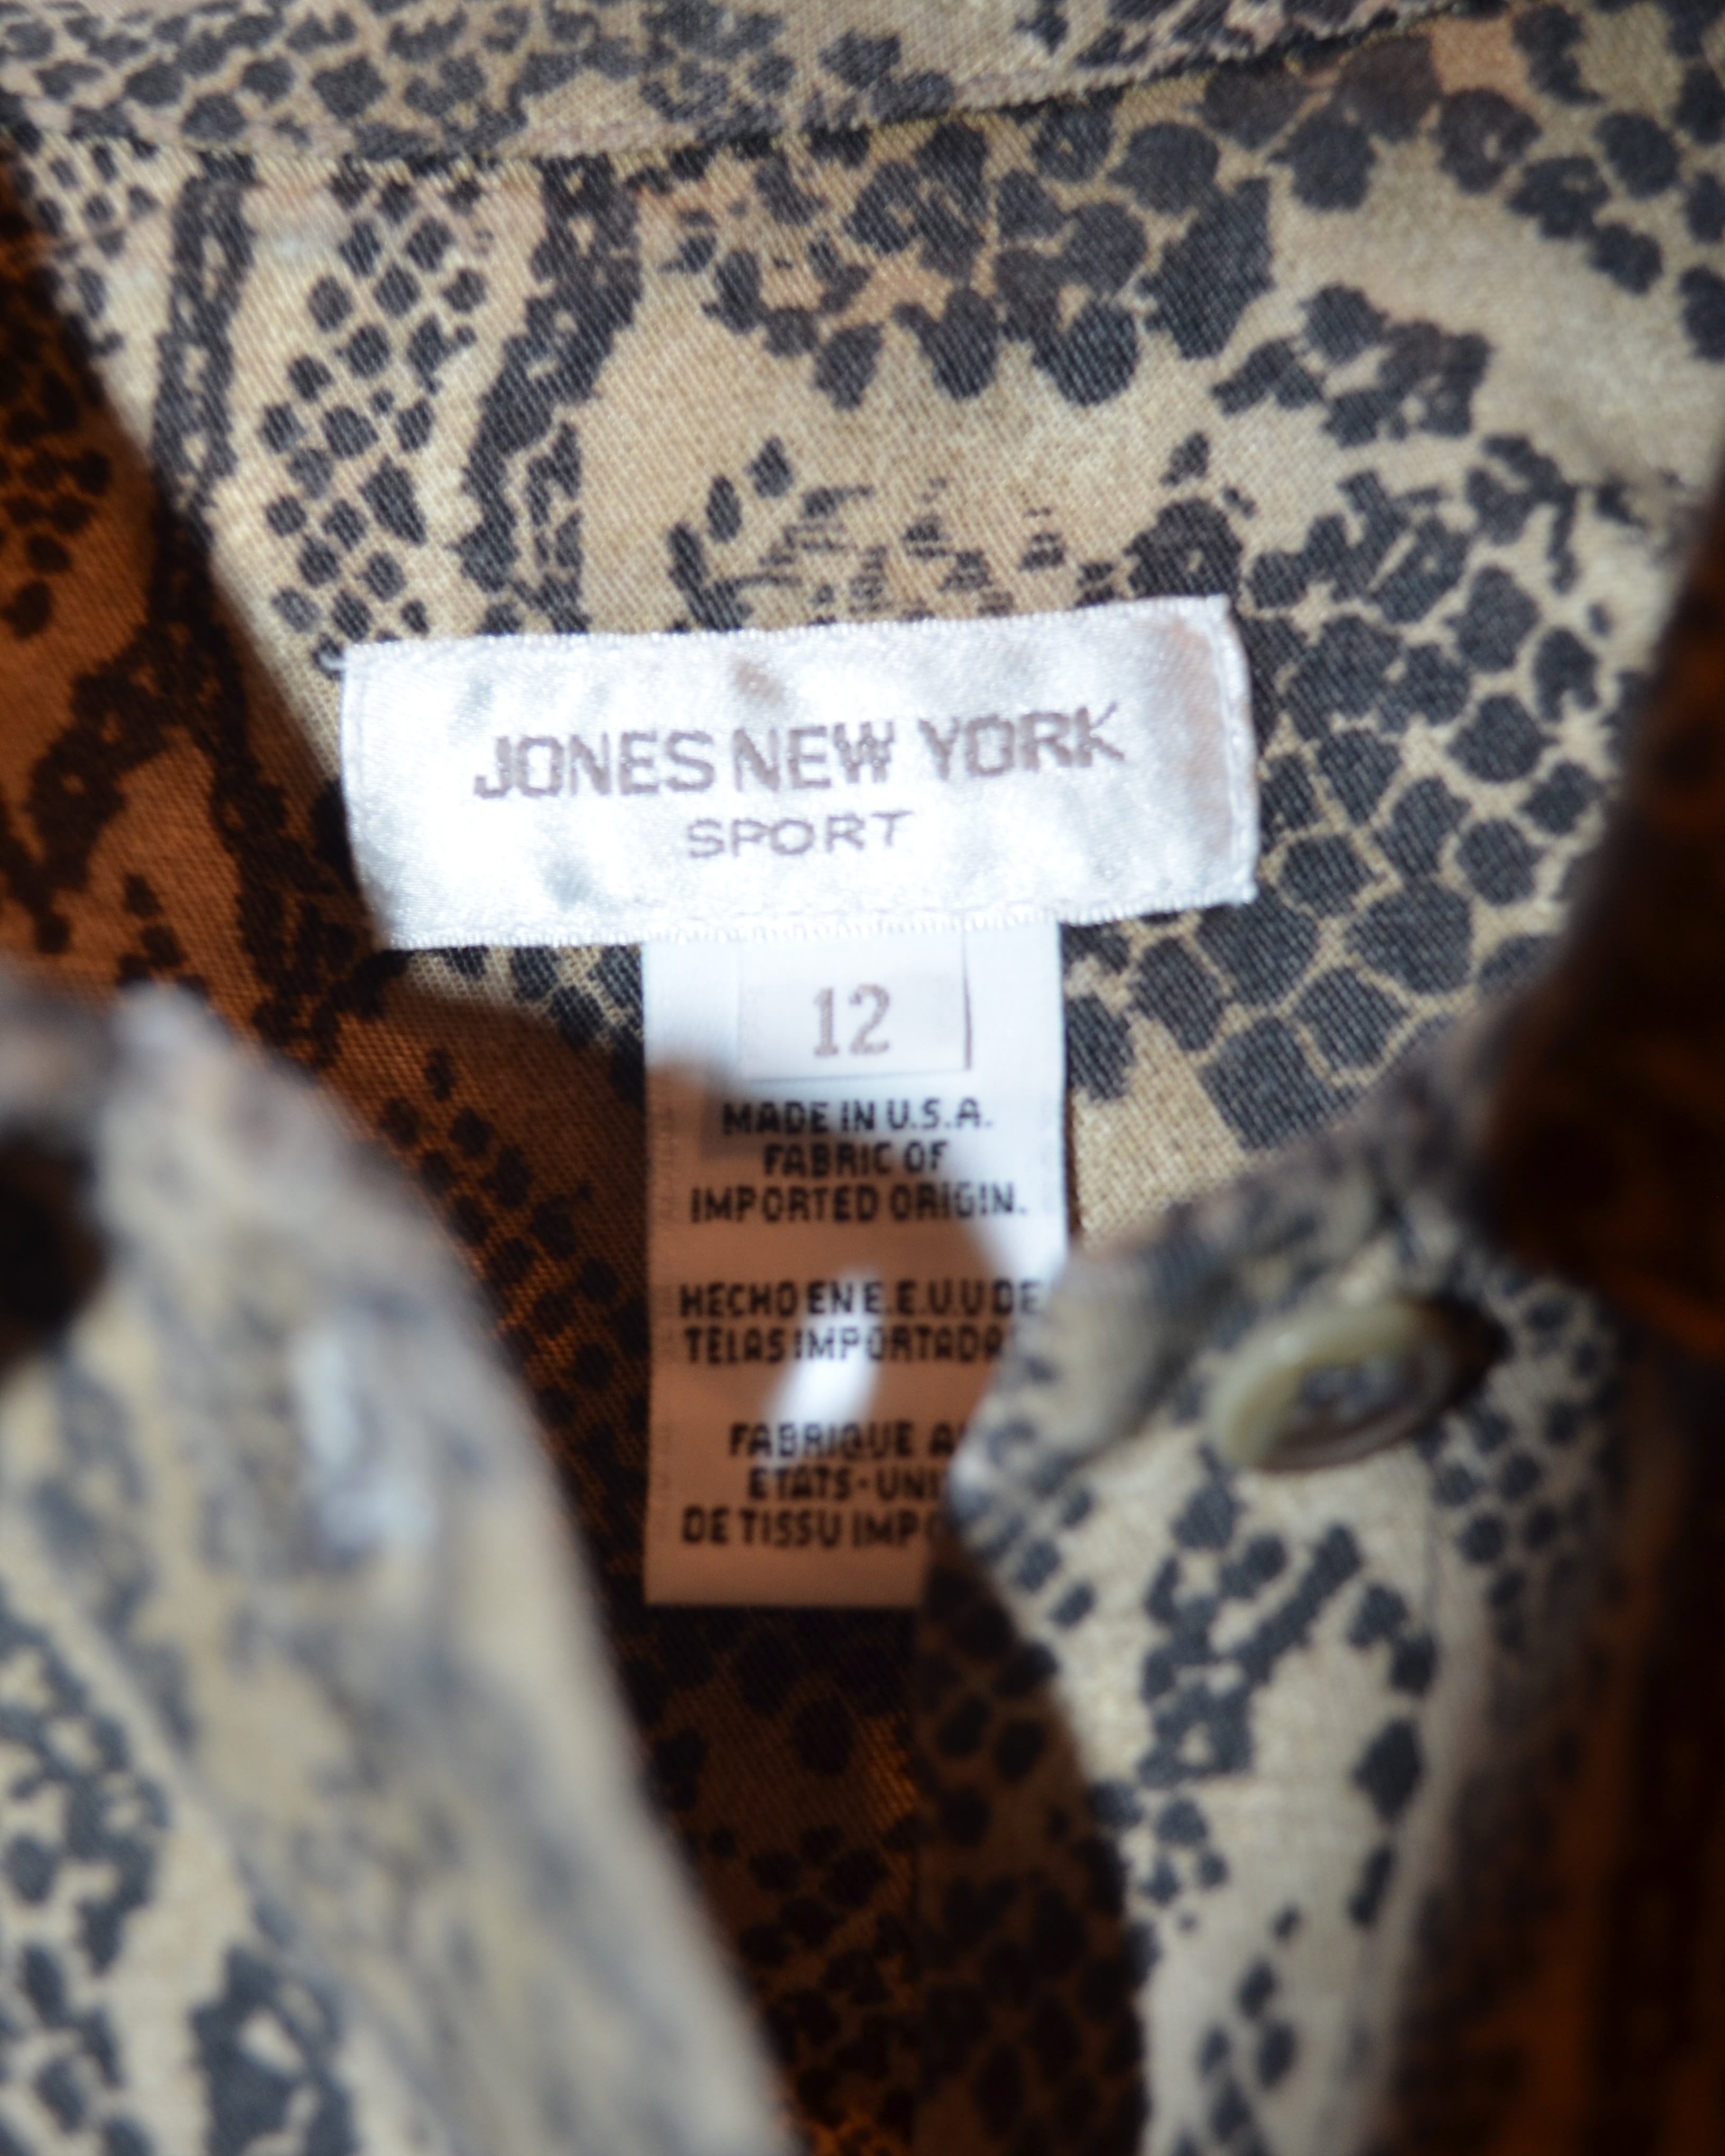 JONES NEW YORK
SPORT
12
MADE IN U.S.A.
FABRIC OF
IMPORTED ORIGIN.
HECHO EN E.E.U.U DE
TELAS IMPORTADA
FABRIQUE A
ETATS-UNI
DE TISSU IMPO